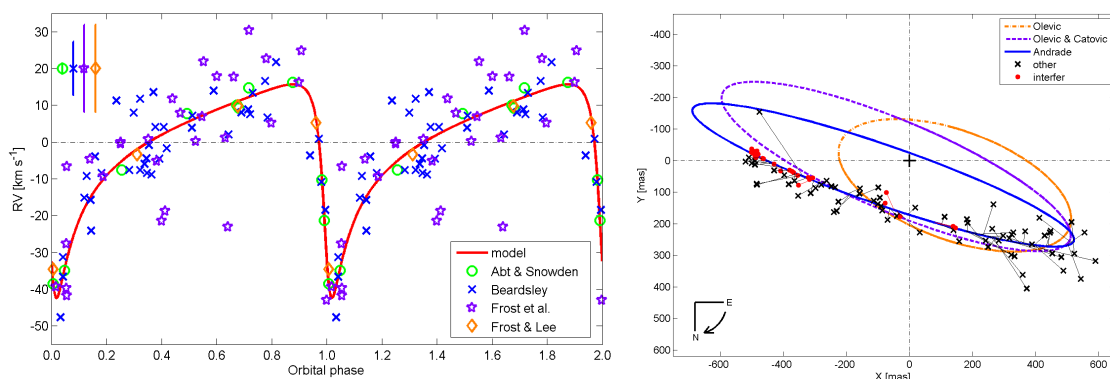 30
20
10
0
-10
-20
-30
-40
-50
RV [km s⁻¹]
0.0 0.2 0.4 0.6 0.8 1.0 1.2 1.4 1.6 1.8 2.0
Orbital phase
model
Abt & Snowden
Beardsley
Frost et al.
Frost & Lee
-400
-300
-200
-100
0
100
200
300
400
500
600
Y [mas]
-600 -400 -200 0 200 400 600
X [mas]
Olevic
Olevic & Catovic
Andrade
other
interfer
E
N